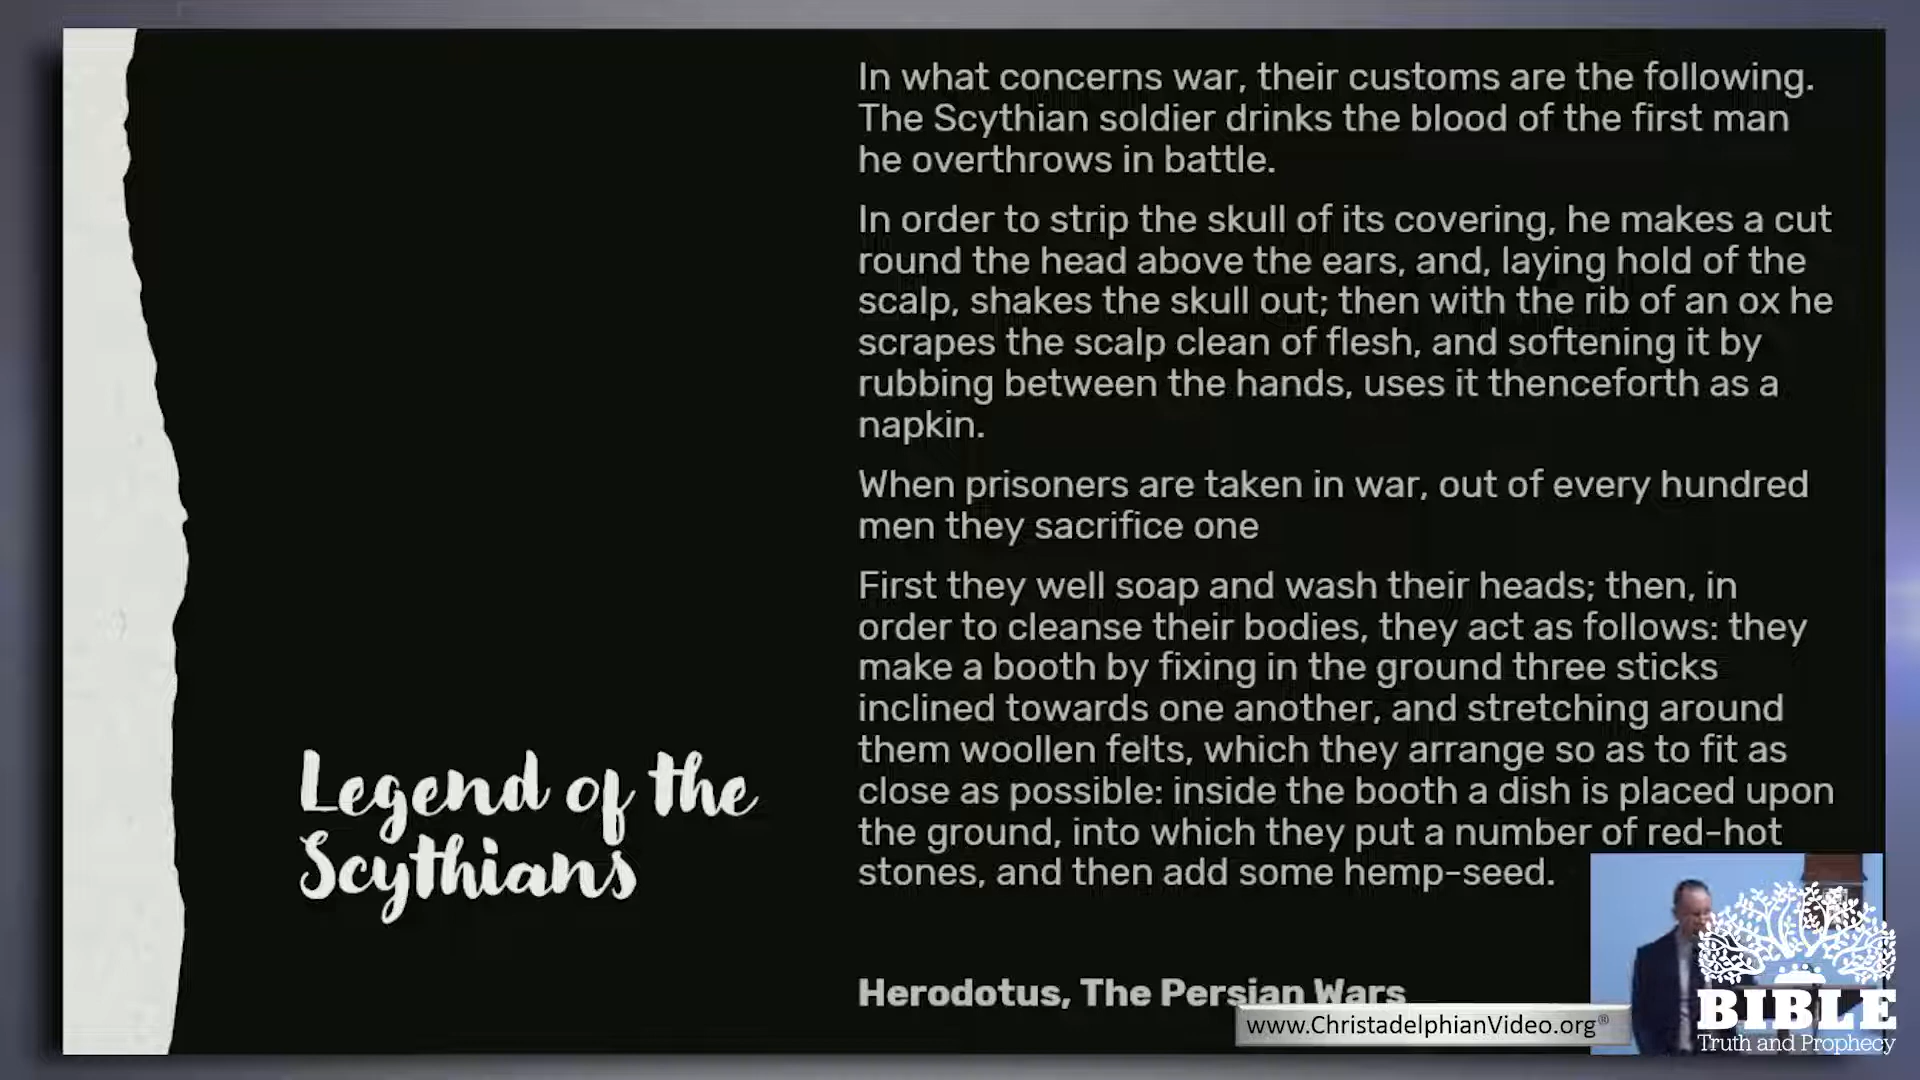 In what concerns war, their customs are the following.
The Scythian soldier drinks the blood of the first man
he overthrows in battle.
In order to strip the skull of its covering, he makes a cut
round the head above the ears, and, laying hold of the
scalp, shakes the skull out; then with the rib of an ox he
scrapes the scalp clean of flesh, and softening it by
rubbing between the hands, uses it thenceforth as a
napkin.
When prisoners are taken in war, out of every hundred
men they sacrifice one
First they well soap and wash their heads; then, in
order to cleanse their bodies, they act as follows: they
make a booth by fixing in the ground three sticks
inclined towards one another, and stretching around
them woollen felts, which they arrange so as to fit as
close as possible: inside the booth a dish is placed upon
the ground, into which they put a number of red-hot
stones, and then add some hemp-seed.
Legend of the
Scythians
Herodotus, The Persian Wars
www.ChristadelphianVideo.org®
BIBLE
Truth and Prophecy